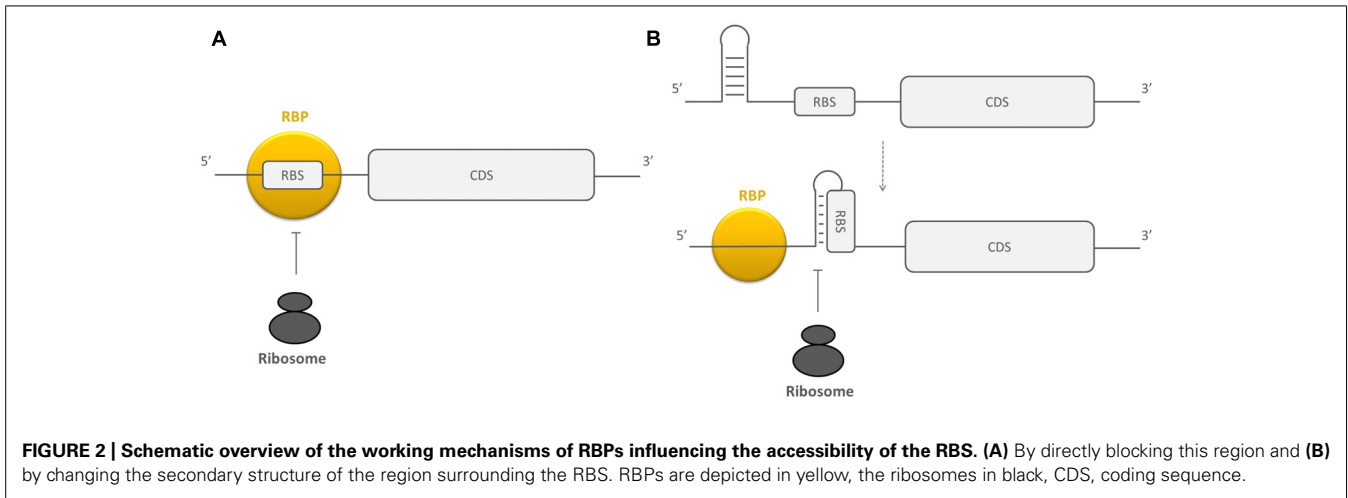 A
RBP
5’
RBS
CDS
3’
Ribosome
B
5’
RBS
CDS
3’
RBP
5’
RBS
CDS
3’
Ribosome
FIGURE 2 | Schematic overview of the working mechanisms of RBPs influencing the accessibility of the RBS. (A) By directly blocking this region and (B)
by changing the secondary structure of the region surrounding the RBS. RBPs are depicted in yellow, the ribosomes in black, CDS, coding sequence.